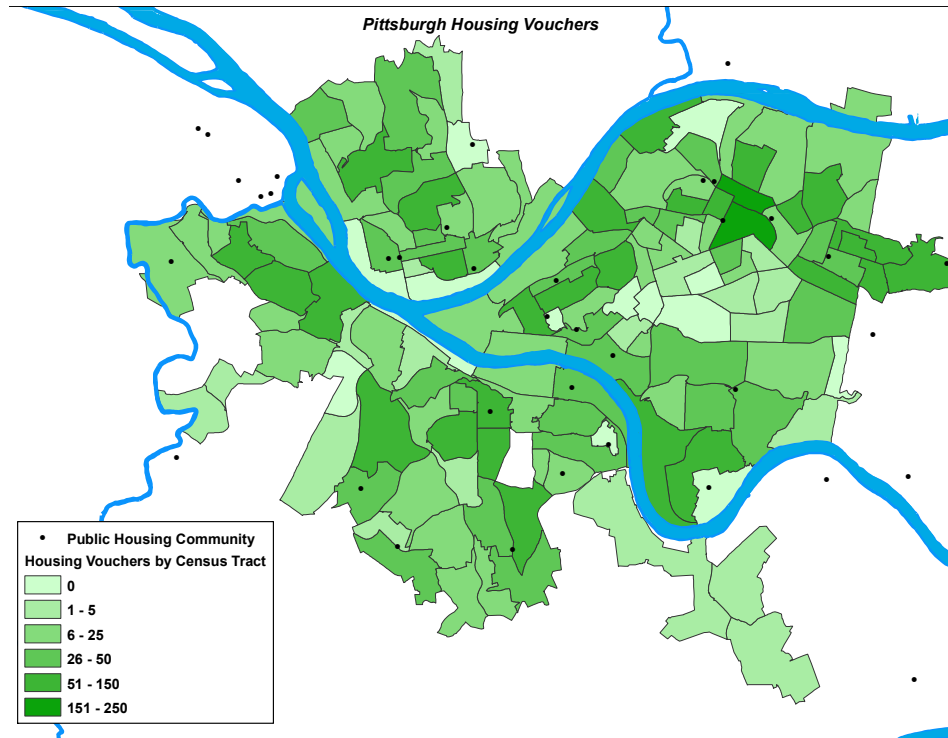 Pittsburgh Housing Vouchers
Public Housing Community
Housing Vouchers by Census Tract
0
1 - 5
6 - 25
26 - 50
51 - 150
151 - 250